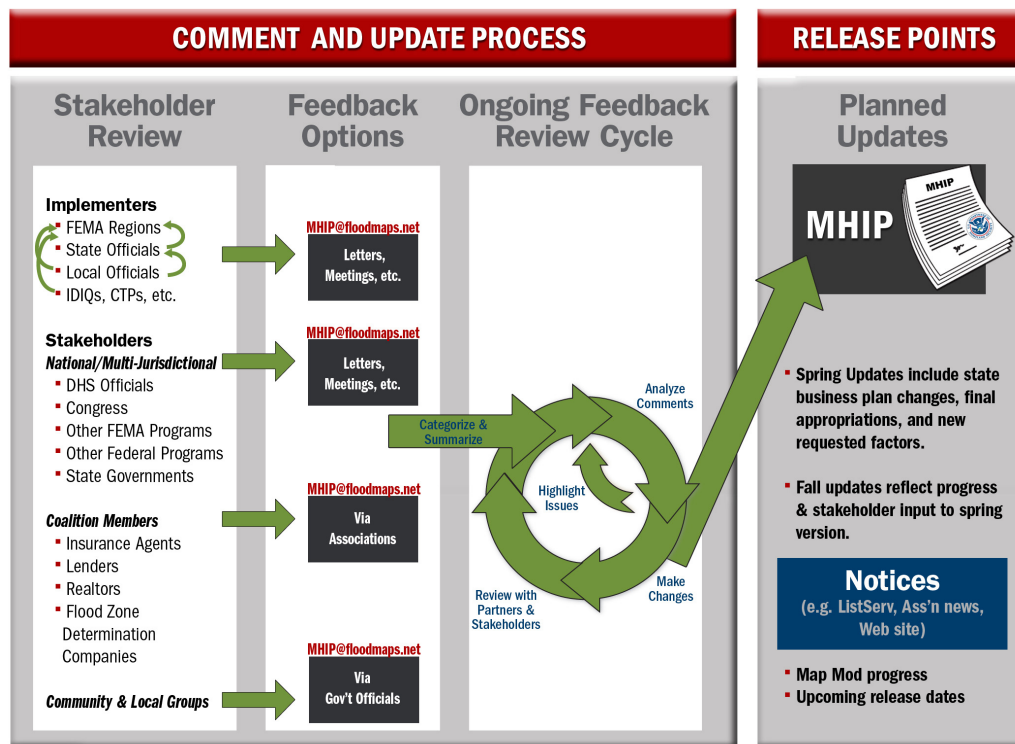 COMMENT AND UPDATE PROCESS
RELEASE POINTS
Stakeholder
Review
Feedback
Options
Ongoing Feedback
Review Cycle
Planned
Updates
Implementers
FEMA Regions
State Officials
Local Officials
IDIQs, CTPs, etc.
Stakeholders
National/Multi-Jurisdictional
DHS Officials
Congress
Other FEMA Programs
Other Federal Programs
State Governments
Coalition Members
Insurance Agents
Lenders
Realtors
Flood Zone
Determination
Companies
Community & Local Groups
MHIP@floodmaps.net
Letters,
Meetings, etc.
MHIP@floodmaps.net
Letters,
Meetings, etc.
MHIP@floodmaps.net
Via
Associations
MHIP@floodmaps.net
Via
Gov't Officials
Categorize &
Summarize
Analyze
Comments
Highlight
Issues
Make
Changes
Review with
Partners &
Stakeholders
MHIP
MHIP
Spring Updates include state
business plan changes, final
appropriations, and new
requested factors.
Fall updates reflect progress
& stakeholder input to spring
version.
Notices
(e.g. ListServ, Ass'n news,
Web site)
Map Mod progress
Upcoming release dates